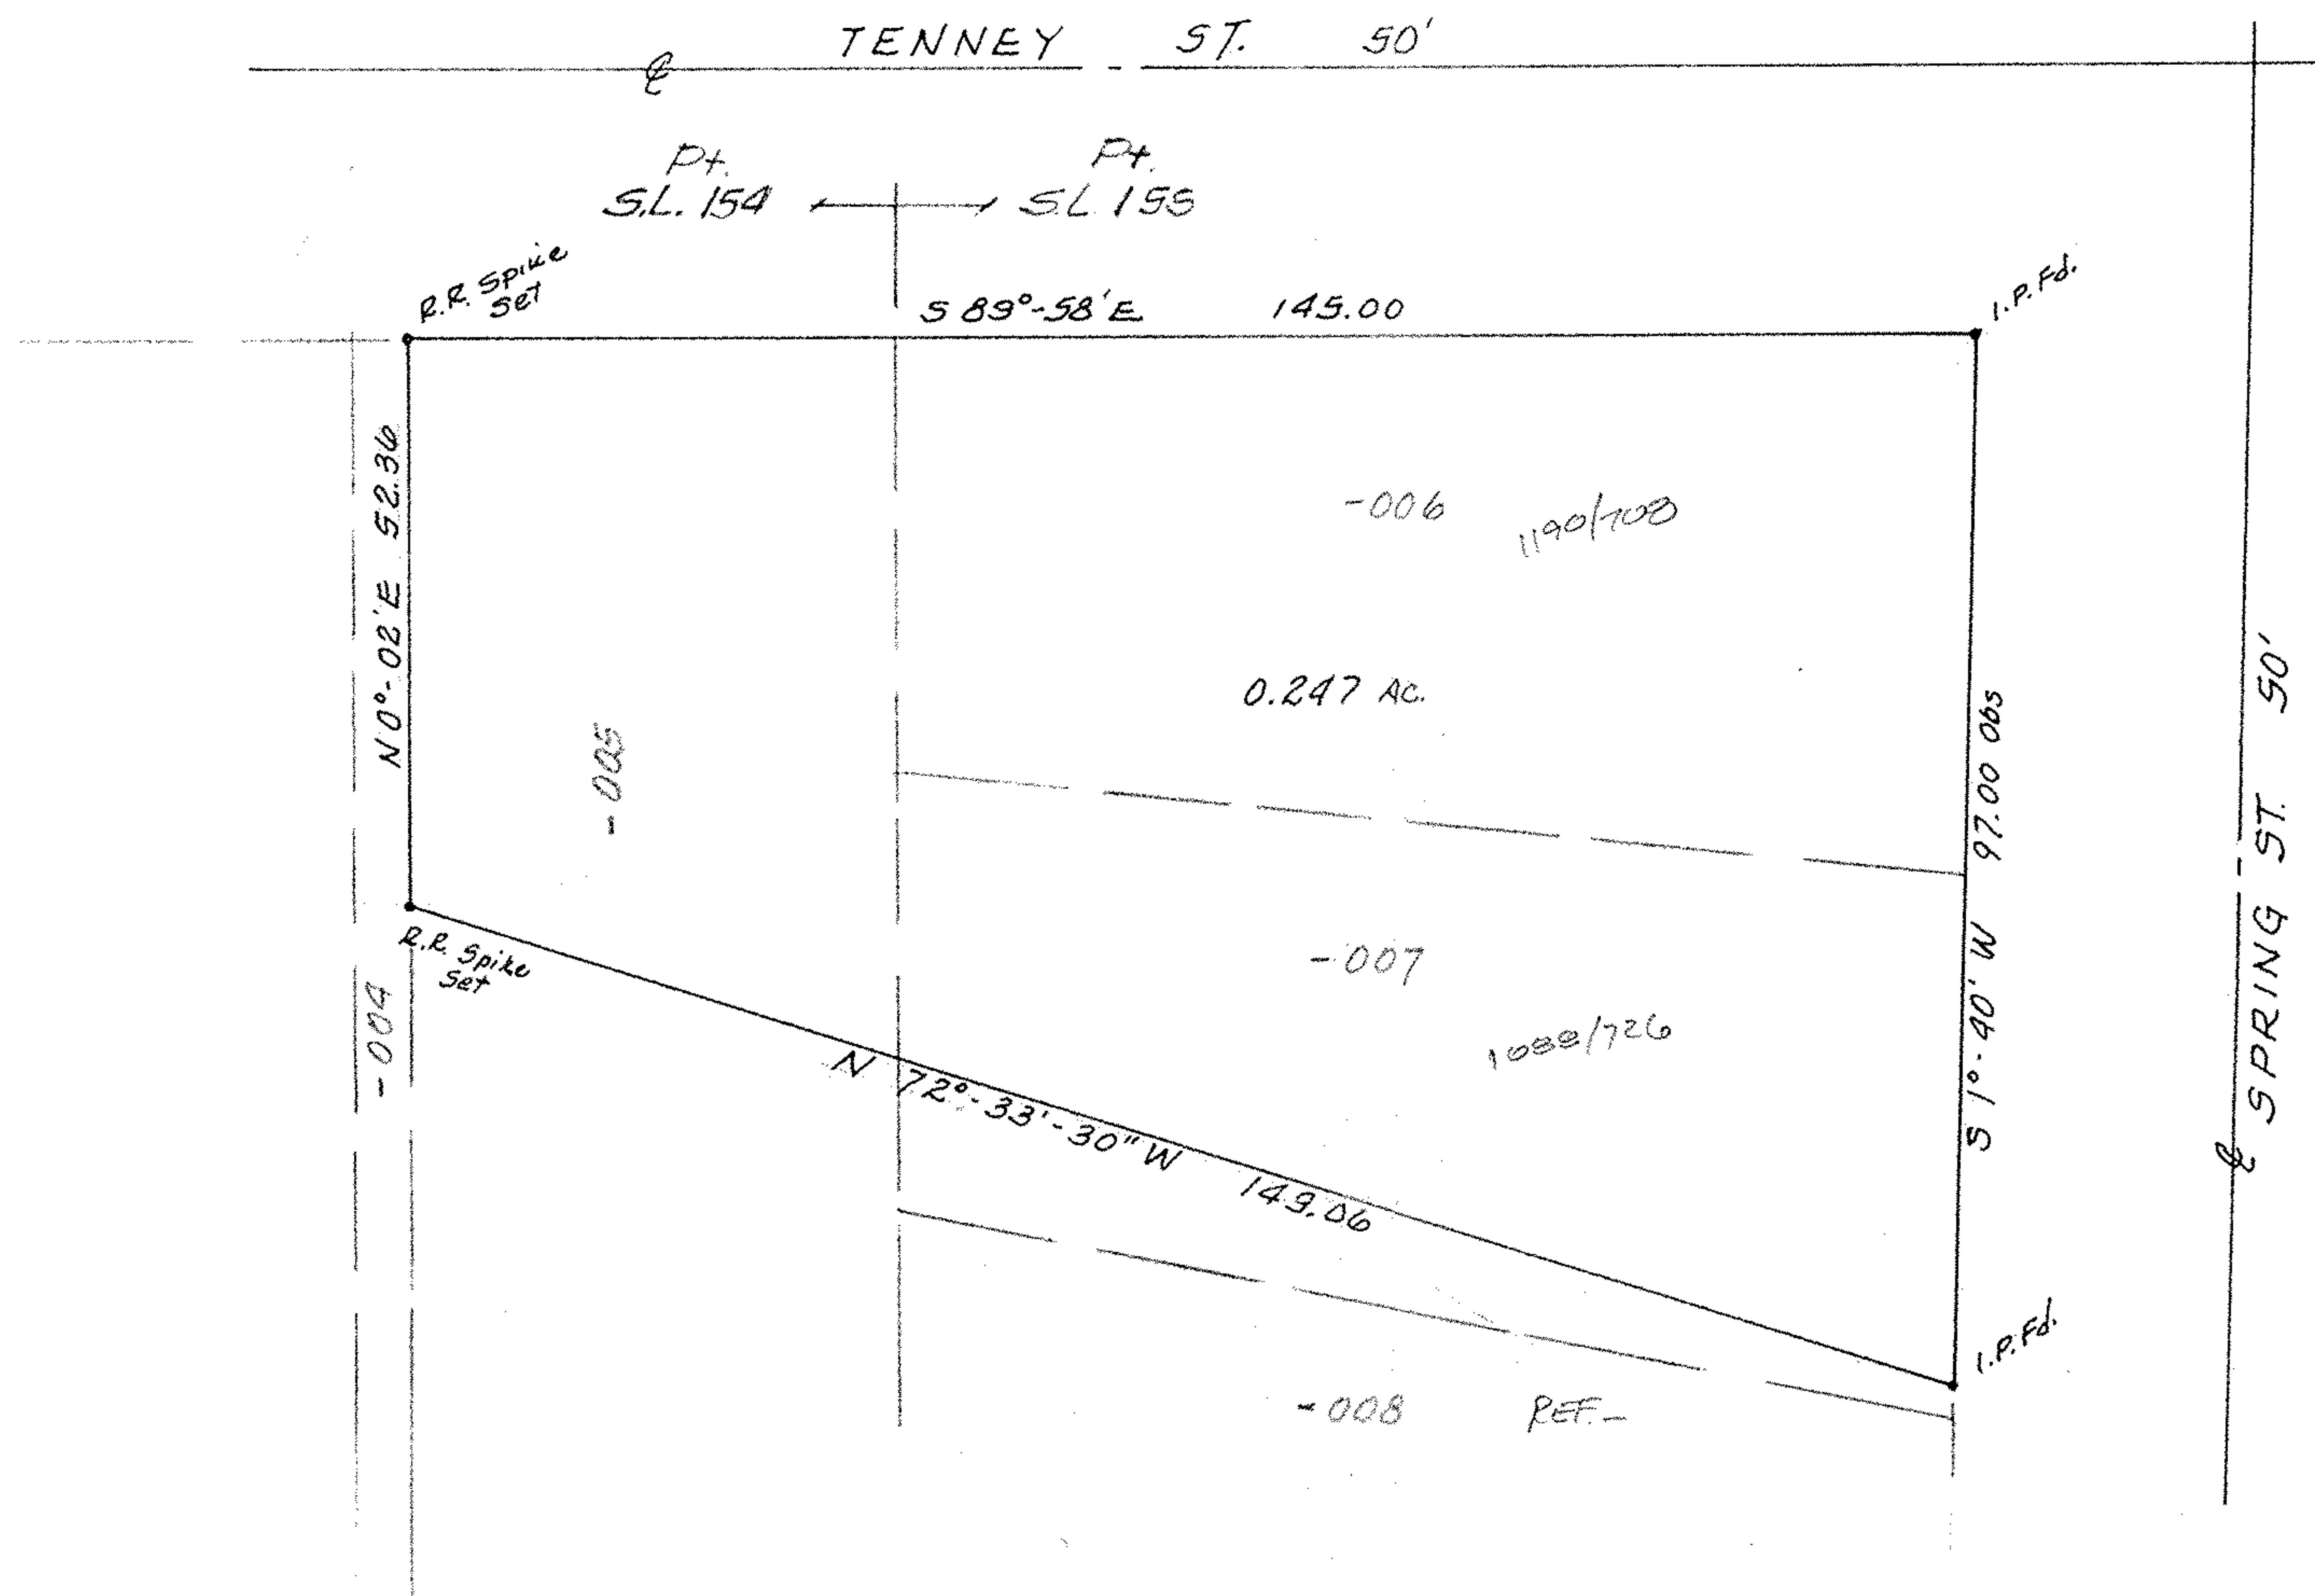 TENNEY ST. 50'
℄
Pt.
S.L. 154
Pt.
S.L. 155
R.R. Spike
Set
S 89°-58' E 145.00
I.P. Fd.
N 0°-02' E 52.36
-006
1190/708
0.247 AC.
-005
S 1°-40' W 97.00 obs
SPRING ST. 50'
℄
R.R. Spike
Set
-004
-007
1088/726
N 72°-33'-30" W 149.06
I.P. Fd.
-008 REF.-